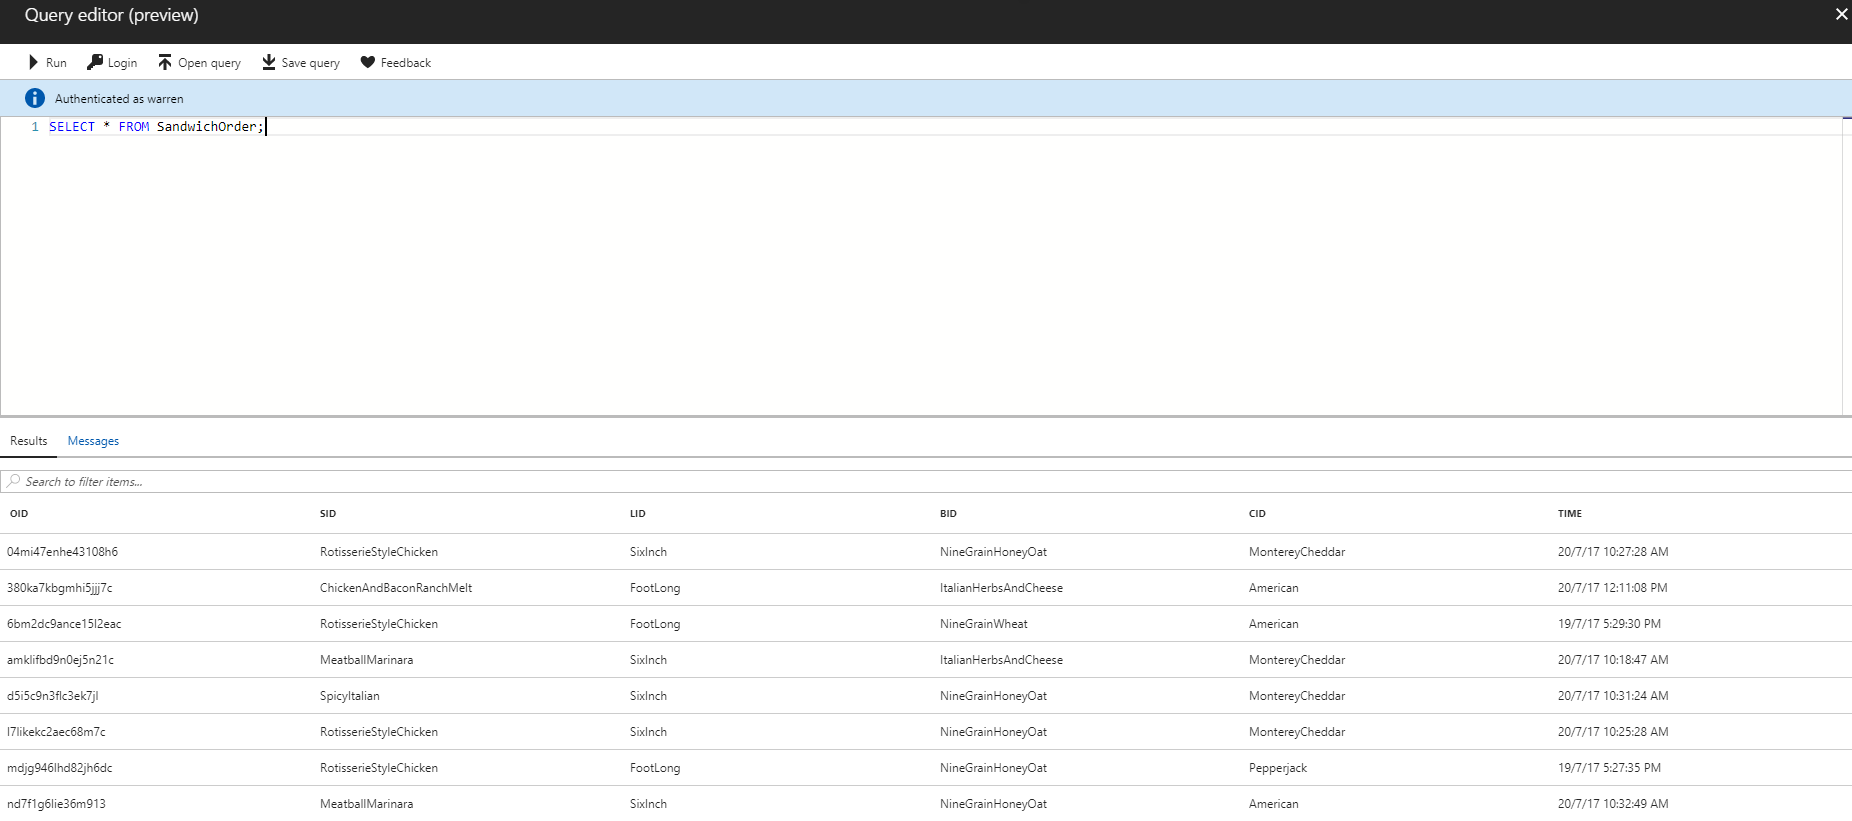 Query editor (preview)
Run Login Open query Save query Feedback
Authenticated as warren
1 SELECT * FROM SandwichOrder;
Results Messages
Search to filter items...
OID SID LID BID CID TIME
04mi47enhe43108h6 RotisserieStyleChicken SixInch NineGrainHoneyOat MontereyCheddar 20/7/17 10:27:28 AM
380ka7kbgmhi5jjj7c ChickenAndBaconRanchMelt FootLong ItalianHerbsAndCheese American 20/7/17 12:11:08 PM
6bm2dc9ance15l2eac RotisserieStyleChicken FootLong NineGrainWheat American 19/7/17 5:29:30 PM
amklifbd9n0ej5n21c MeatballMarinara SixInch ItalianHerbsAndCheese MontereyCheddar 20/7/17 10:18:47 AM
d5i5c9n3flc3ek7jl SpicyItalian SixInch NineGrainHoneyOat MontereyCheddar 20/7/17 10:31:24 AM
l7likekc2aec68m7c RotisserieStyleChicken SixInch NineGrainHoneyOat MontereyCheddar 20/7/17 10:25:28 AM
mdjg946lhd82jh6dc RotisserieStyleChicken FootLong NineGrainHoneyOat Pepperjack 19/7/17 5:27:35 PM
nd7f1g6lie36m913 MeatballMarinara SixInch NineGrainHoneyOat American 20/7/17 10:32:49 AM